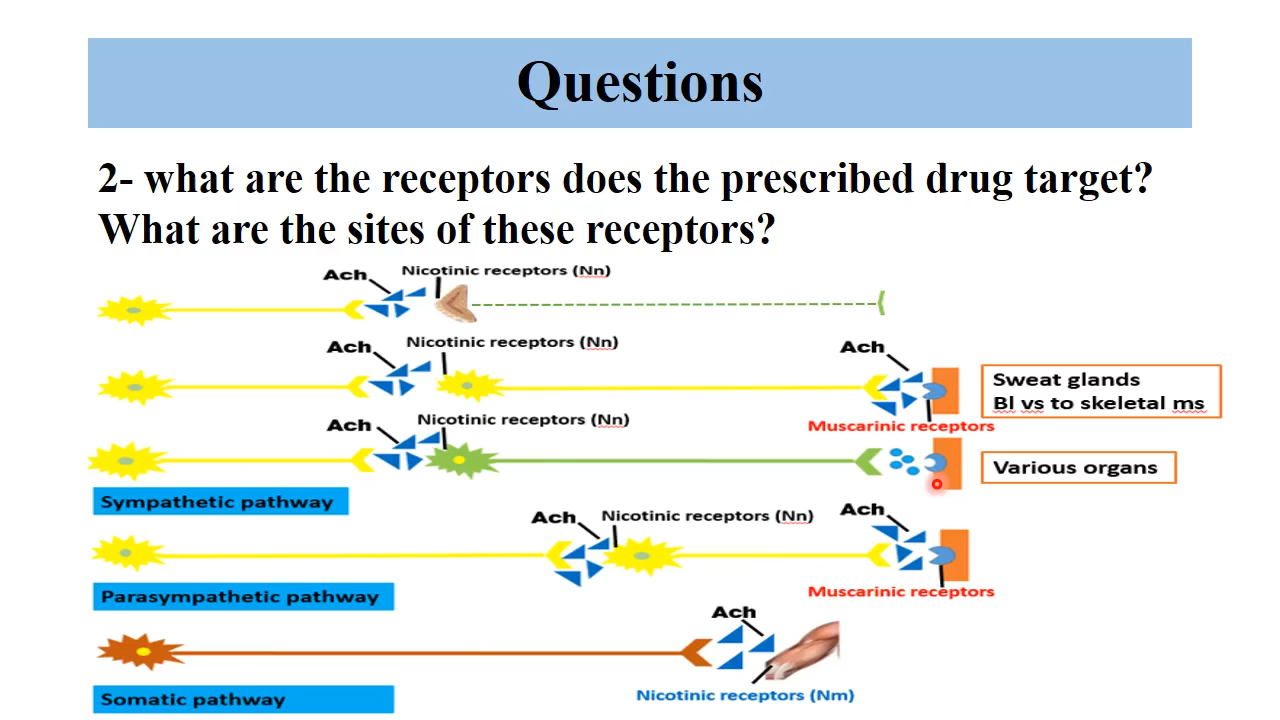 Questions
2- what are the receptors does the prescribed drug target?
What are the sites of these receptors?
Ach
Nicotinic receptors (Nn)
Ach
Nicotinic receptors (Nn)
Ach
Sweat glands
Bl vs to skeletal ms
Muscarinic receptors
Ach
Nicotinic receptors (Nn)
Various organs
Sympathetic pathway
Ach
Nicotinic receptors (Nn)
Ach
Muscarinic receptors
Parasympathetic pathway
Ach
Nicotinic receptors (Nm)
Somatic pathway